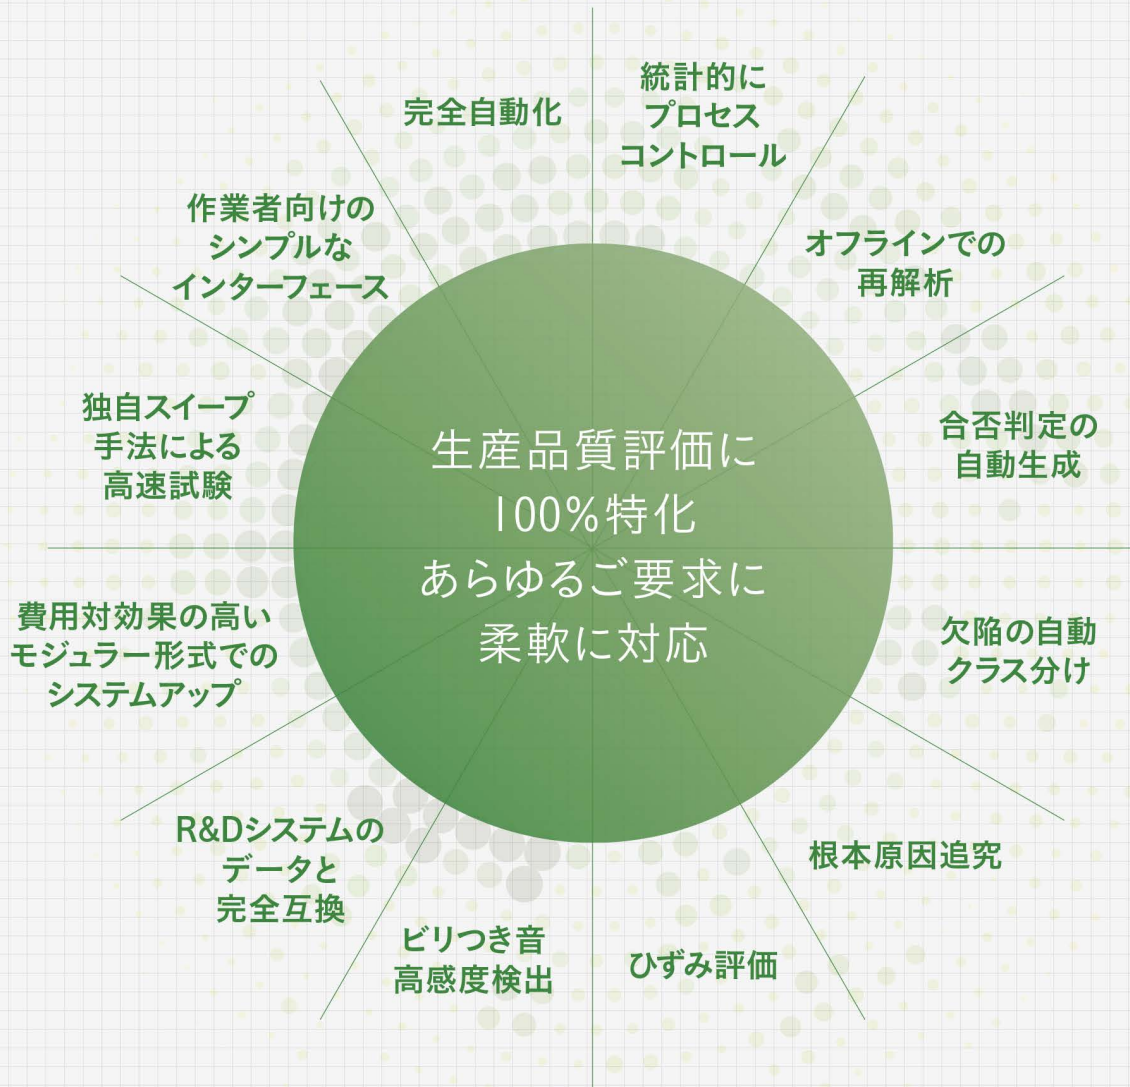 完全自動化
統計的に
プロセス
コントロール
オフラインでの
再解析
合否判定の
自動生成
欠陥の自動
クラス分け
根本原因追究
ひずみ評価
ビリつき音
高感度検出
R&Dシステムの
データと
完全互換
費用対効果の高い
モジュラー形式での
システムアップ
独自スイープ
手法による
高速試験
作業者向けの
シンプルな
インターフェース
生産品質評価に
100%特化
あらゆるご要求に
柔軟に対応